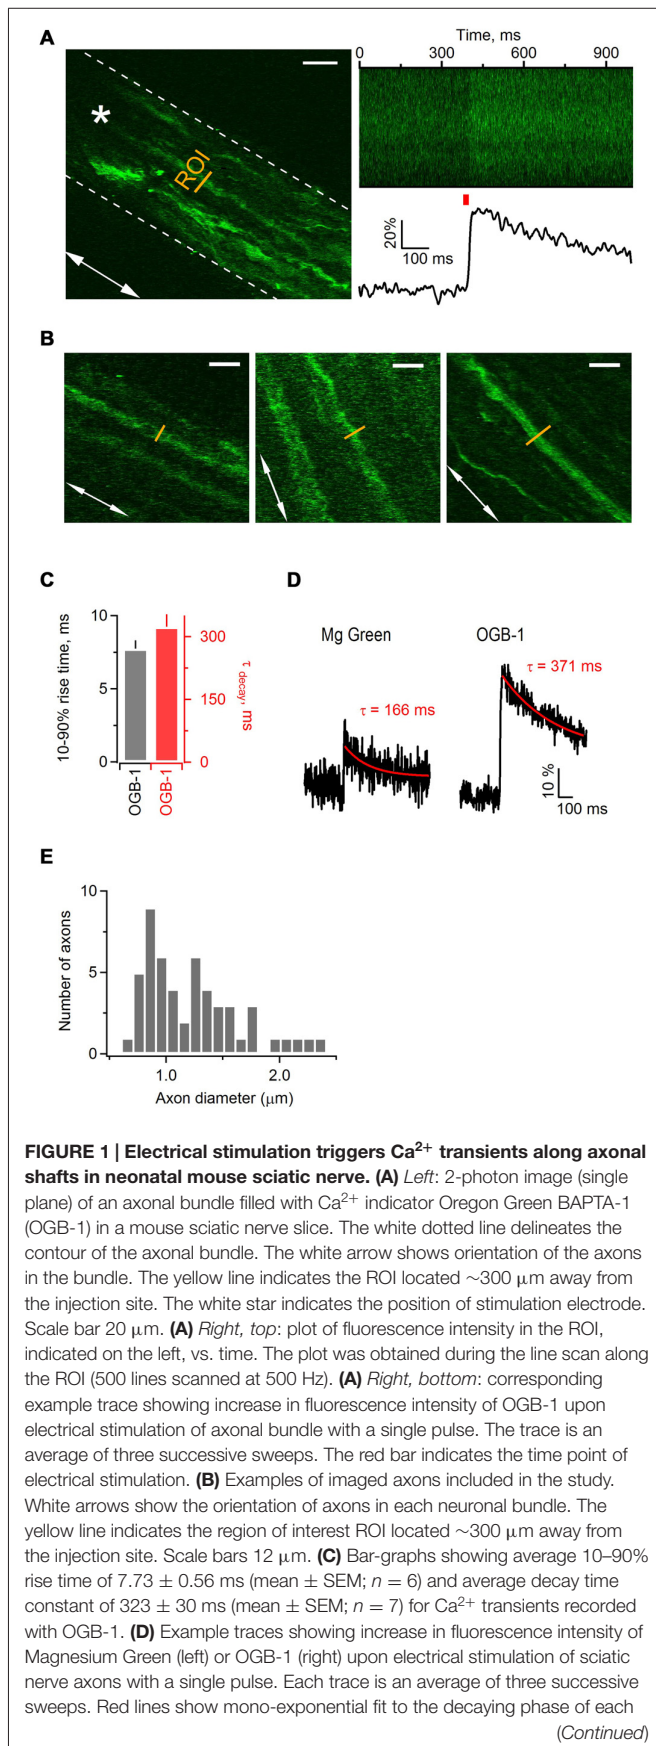 A
Time, ms
0 300 600 900
ROI
20%
100 ms
B
C
D
10-90% rise time, ms
10
5
0
300
150
0
τ decay, ms
OGB-1
OGB-1
Mg Green
OGB-1
τ = 166 ms
τ = 371 ms
10 %
100 ms
E
Number of axons
10
5
0
1.0 2.0
Axon diameter (μm)
FIGURE 1 | Electrical stimulation triggers Ca2+ transients along axonal
shafts in neonatal mouse sciatic nerve. (A) Left: 2-photon image (single
plane) of an axonal bundle filled with Ca2+ indicator Oregon Green BAPTA-1
(OGB-1) in a mouse sciatic nerve slice. The white dotted line delineates the
contour of the axonal bundle. The white arrow shows orientation of the axons
in the bundle. The yellow line indicates the ROI located ∼300 μm away from
the injection site. The white star indicates the position of stimulation electrode.
Scale bar 20 μm. (A) Right, top: plot of fluorescence intensity in the ROI,
indicated on the left, vs. time. The plot was obtained during the line scan along
the ROI (500 lines scanned at 500 Hz). (A) Right, bottom: corresponding
example trace showing increase in fluorescence intensity of OGB-1 upon
electrical stimulation of axonal bundle with a single pulse. The trace is an
average of three successive sweeps. The red bar indicates the time point of
electrical stimulation. (B) Examples of imaged axons included in the study.
White arrows show the orientation of axons in each neuronal bundle. The
yellow line indicates the region of interest ROI located ∼300 μm away from
the injection site. Scale bars 12 μm. (C) Bar-graphs showing average 10–90%
rise time of 7.73 ± 0.56 ms (mean ± SEM; n = 6) and average decay time
constant of 323 ± 30 ms (mean ± SEM; n = 7) for Ca2+ transients recorded
with OGB-1. (D) Example traces showing increase in fluorescence intensity of
Magnesium Green (left) or OGB-1 (right) upon electrical stimulation of sciatic
nerve axons with a single pulse. Each trace is an average of three successive
sweeps. Red lines show mono-exponential fit to the decaying phase of each
(Continued)